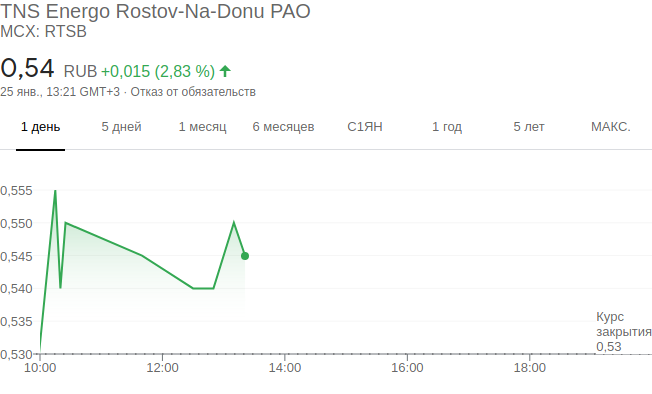 TNS Energo Rostov-Na-Donu PAO
MCX: RTSB
0,54 RUB +0,015 (2,83 %)
25 янв., 13:21 GMT+3 · Отказ от обязательств
1 день 5 дней 1 месяц 6 месяцев С1ЯН 1 год 5 лет МАКС.
0,555
0,550
0,545
0,540
0,535
Курс
закрытия
0,53
0,530
10:00 12:00 14:00 16:00 18:00